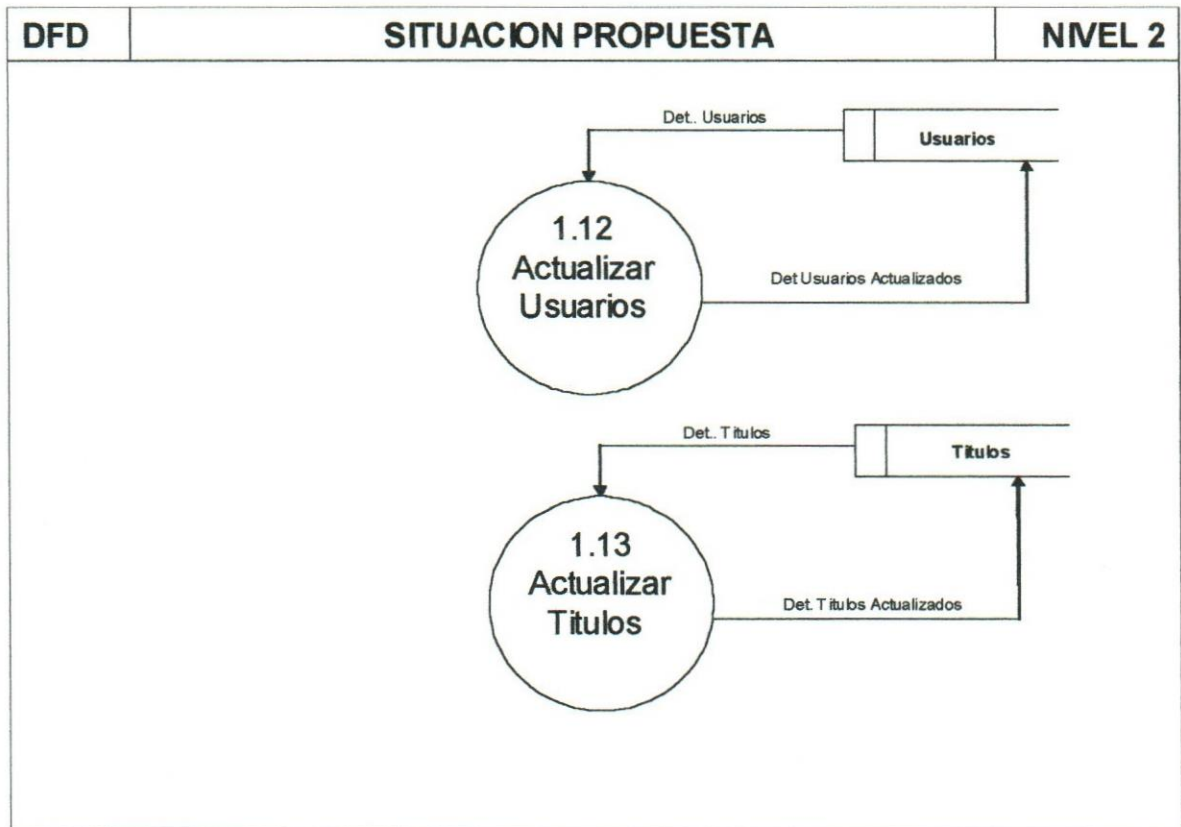 DFD
SITUACION PROPUESTA
NIVEL 2
Det.. Usuarios
Usuarios
1.12
Actualizar
Usuarios
Det Usuarios Actualizados
Det.. Titulos
Titulos
1.13
Actualizar
Titulos
Det. Titulos Actualizados